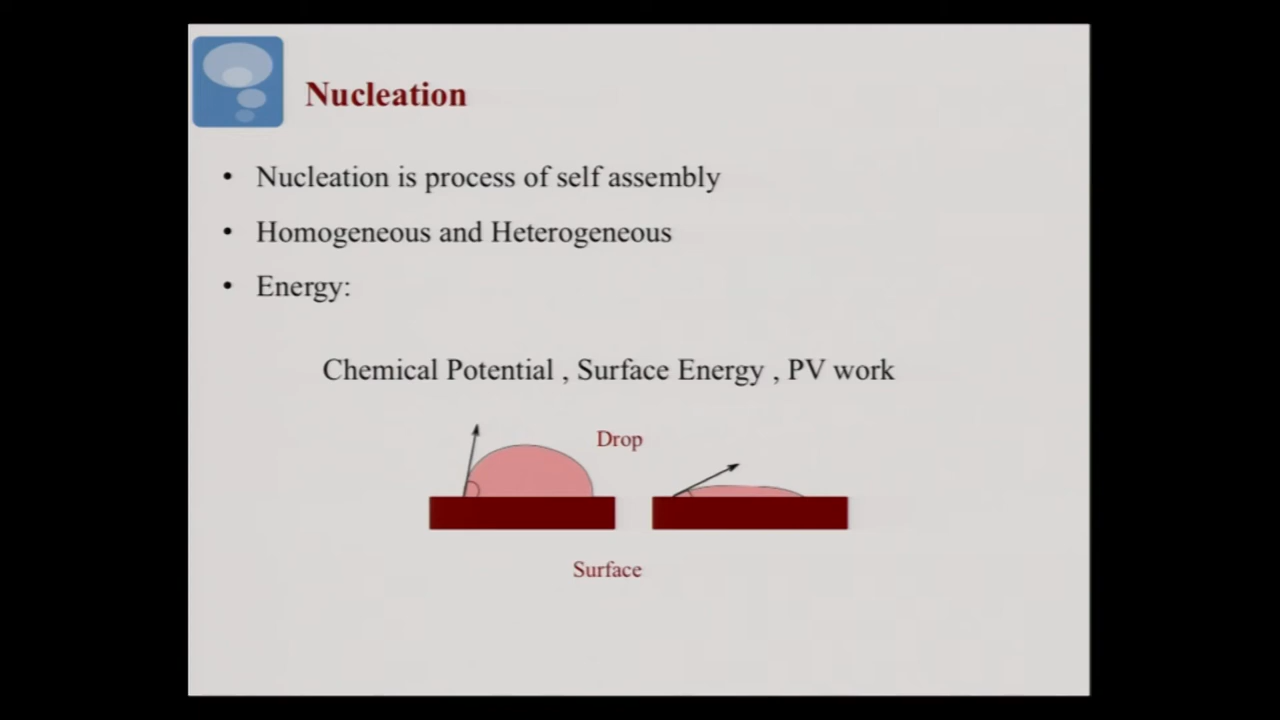 Nucleation
• Nucleation is process of self assembly
• Homogeneous and Heterogeneous
• Energy:
Chemical Potential , Surface Energy , PV work
Drop
Surface